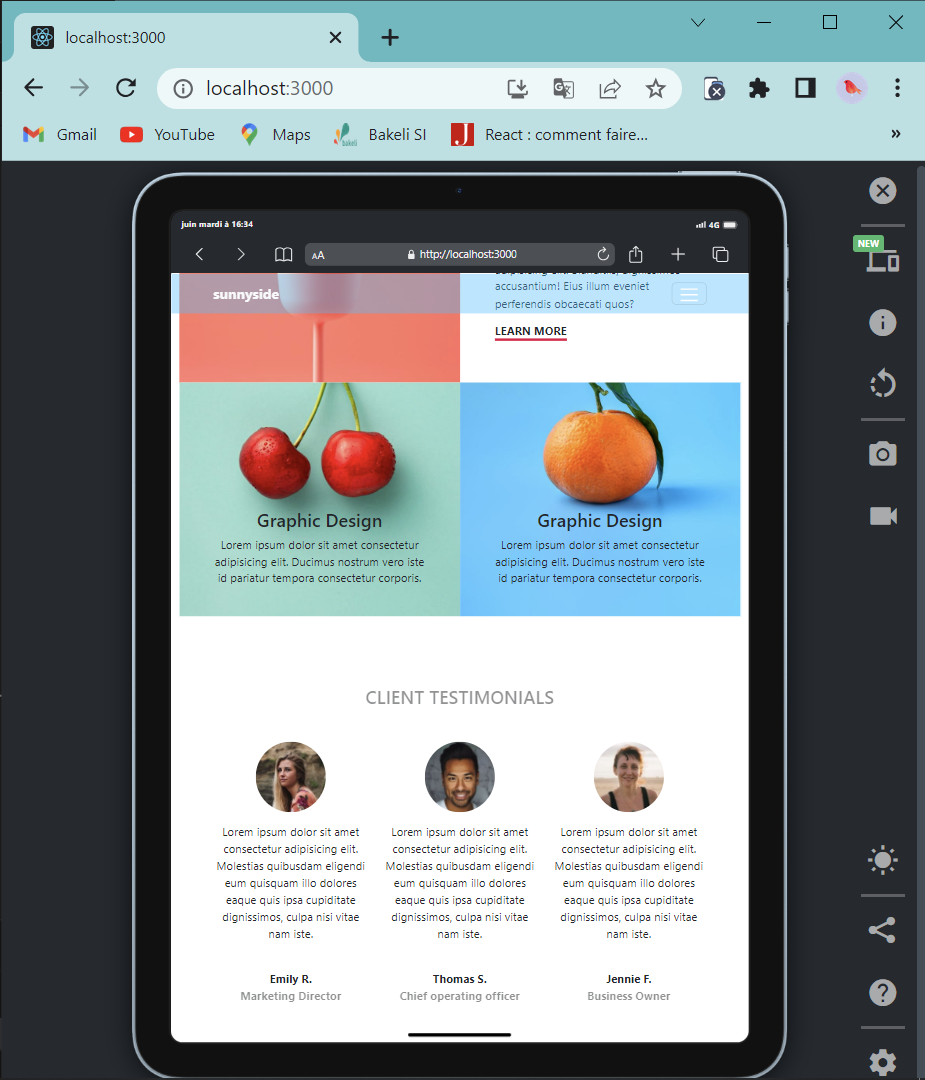 localhost:3000
localhost:3000
Gmail
YouTube
Maps
Bakeli SI
React : comment faire...
»
juin mardi à 16:34
4G
AA
http://localhost:3000
NEW
sunnyside
accusantium! Eius illum eveniet
perferendis obcaecati quos?
LEARN MORE
Graphic Design
Lorem ipsum dolor sit amet consectetur
adipisicing elit. Ducimus nostrum vero iste
id pariatur tempora consectetur corporis.
Graphic Design
Lorem ipsum dolor sit amet consectetur
adipisicing elit. Ducimus nostrum vero iste
id pariatur tempora consectetur corporis.
CLIENT TESTIMONIALS
Lorem ipsum dolor sit amet
consectetur adipisicing elit.
Molestias quibusdam eligendi
eum quisquam illo dolores
eaque quis ipsa cupiditate
dignissimos, culpa nisi vitae
nam iste.
Emily R.
Marketing Director
Lorem ipsum dolor sit amet
consectetur adipisicing elit.
Molestias quibusdam eligendi
eum quisquam illo dolores
eaque quis ipsa cupiditate
dignissimos, culpa nisi vitae
nam iste.
Thomas S.
Chief operating officer
Lorem ipsum dolor sit amet
consectetur adipisicing elit.
Molestias quibusdam eligendi
eum quisquam illo dolores
eaque quis ipsa cupiditate
dignissimos, culpa nisi vitae
nam iste.
Jennie F.
Business Owner